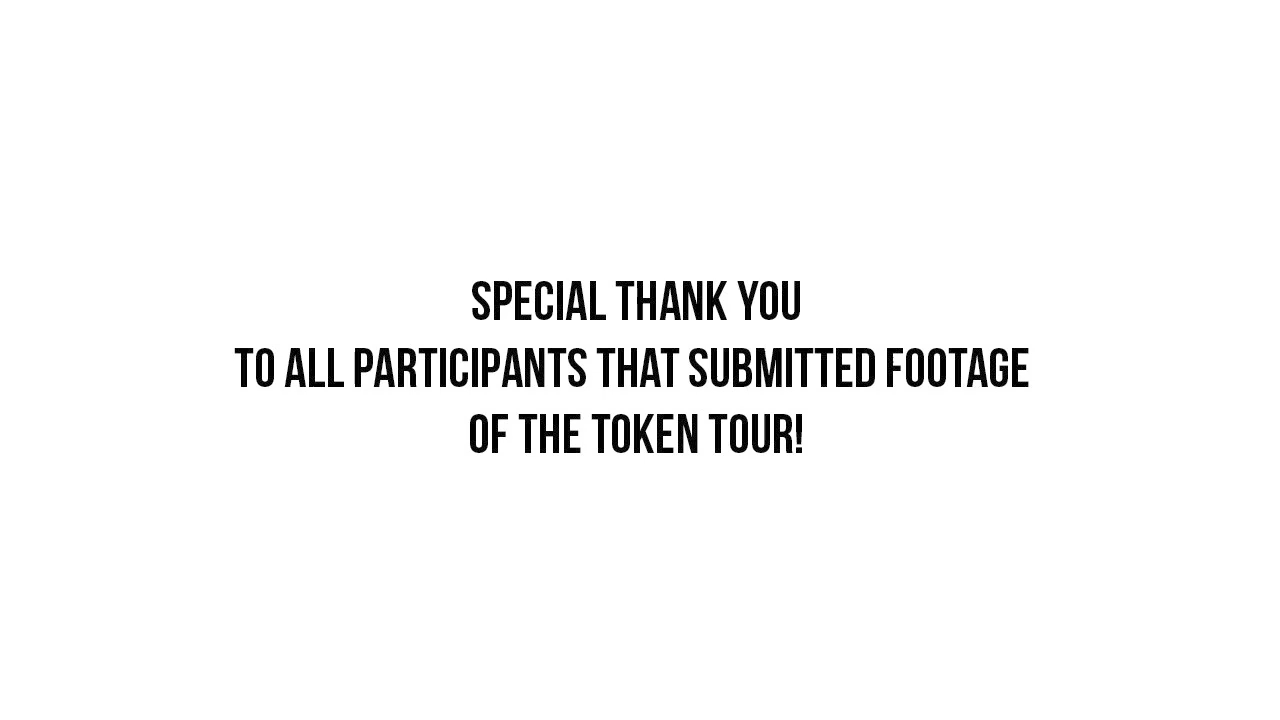 SPECIAL THANK YOU
TO ALL PARTICIPANTS THAT SUBMITTED FOOTAGE
OF THE TOKEN TOUR!